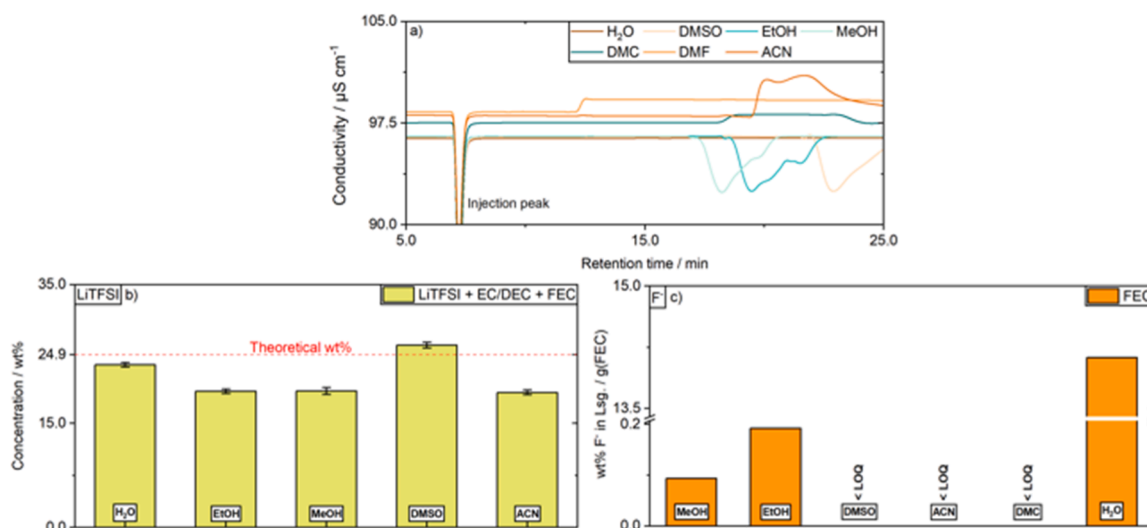 105.0
a)
H₂O DMSO EtOH MeOH
DMC DMF ACN
97.5
Injection peak
90.0
5.0 15.0 25.0
Conductivity / µS cm⁻¹
Retention time / min
35.0
LiTFSI b)
LiTFSI + EC/DEC + FEC
Theoretical wt%
24.9
15.0
0.0
Concentration / wt%
H₂O EtOH MeOH DMSO ACN
15.0
F⁻ c)
FEC
13.5
0.2
0.0
wt% F⁻ in Lsg. / g(FEC)
< LOQ < LOQ < LOQ
MeOH EtOH DMSO ACN DMC H₂O